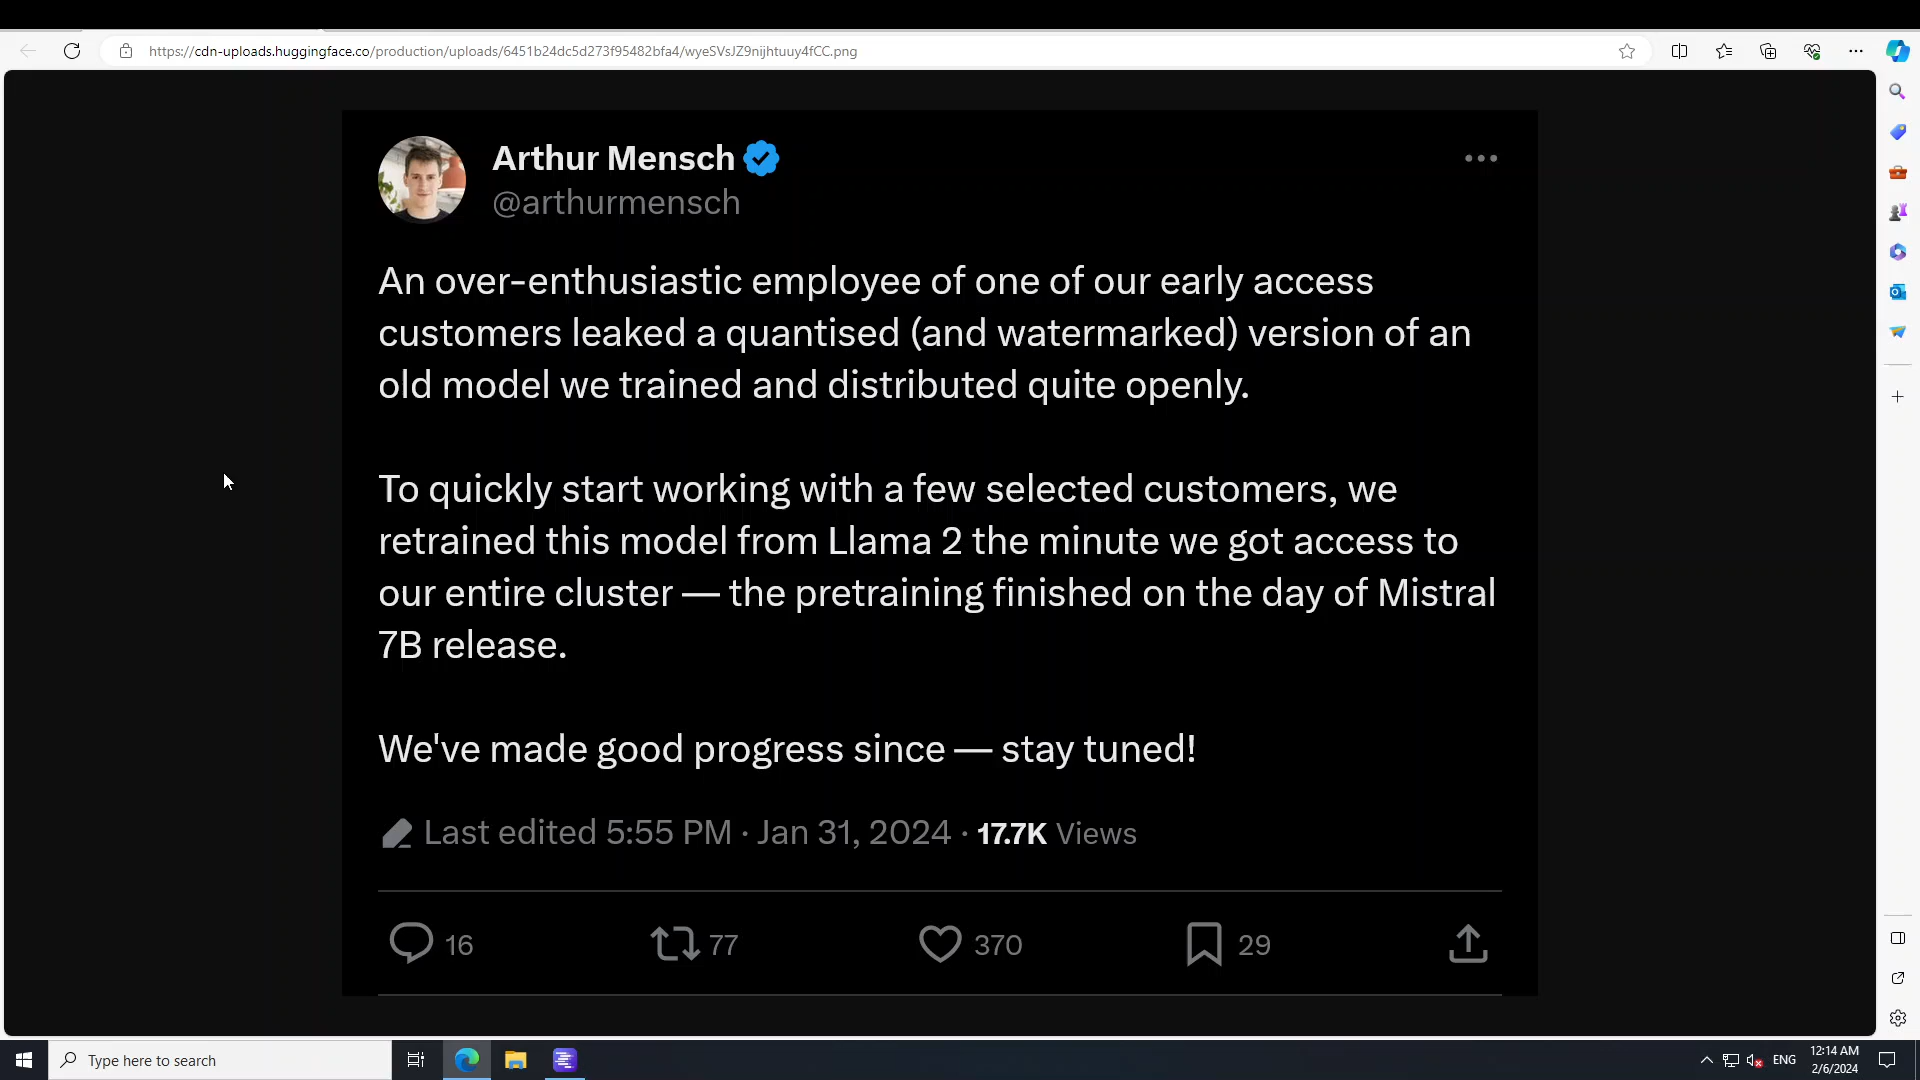 https://cdn-uploads.huggingface.co/production/uploads/6451b24dc5d273f95482bfa4/wyeSVsJZ9nijhtuuy4fCC.png
Arthur Mensch
@arthurmensch
An over-enthusiastic employee of one of our early access
customers leaked a quantised (and watermarked) version of an
old model we trained and distributed quite openly.
To quickly start working with a few selected customers, we
retrained this model from Llama 2 the minute we got access to
our entire cluster — the pretraining finished on the day of Mistral
7B release.
We've made good progress since — stay tuned!
Last edited 5:55 PM · Jan 31, 2024 · 17.7K Views
16 77 370 29
Type here to search
ENG
12:14 AM
2/6/2024